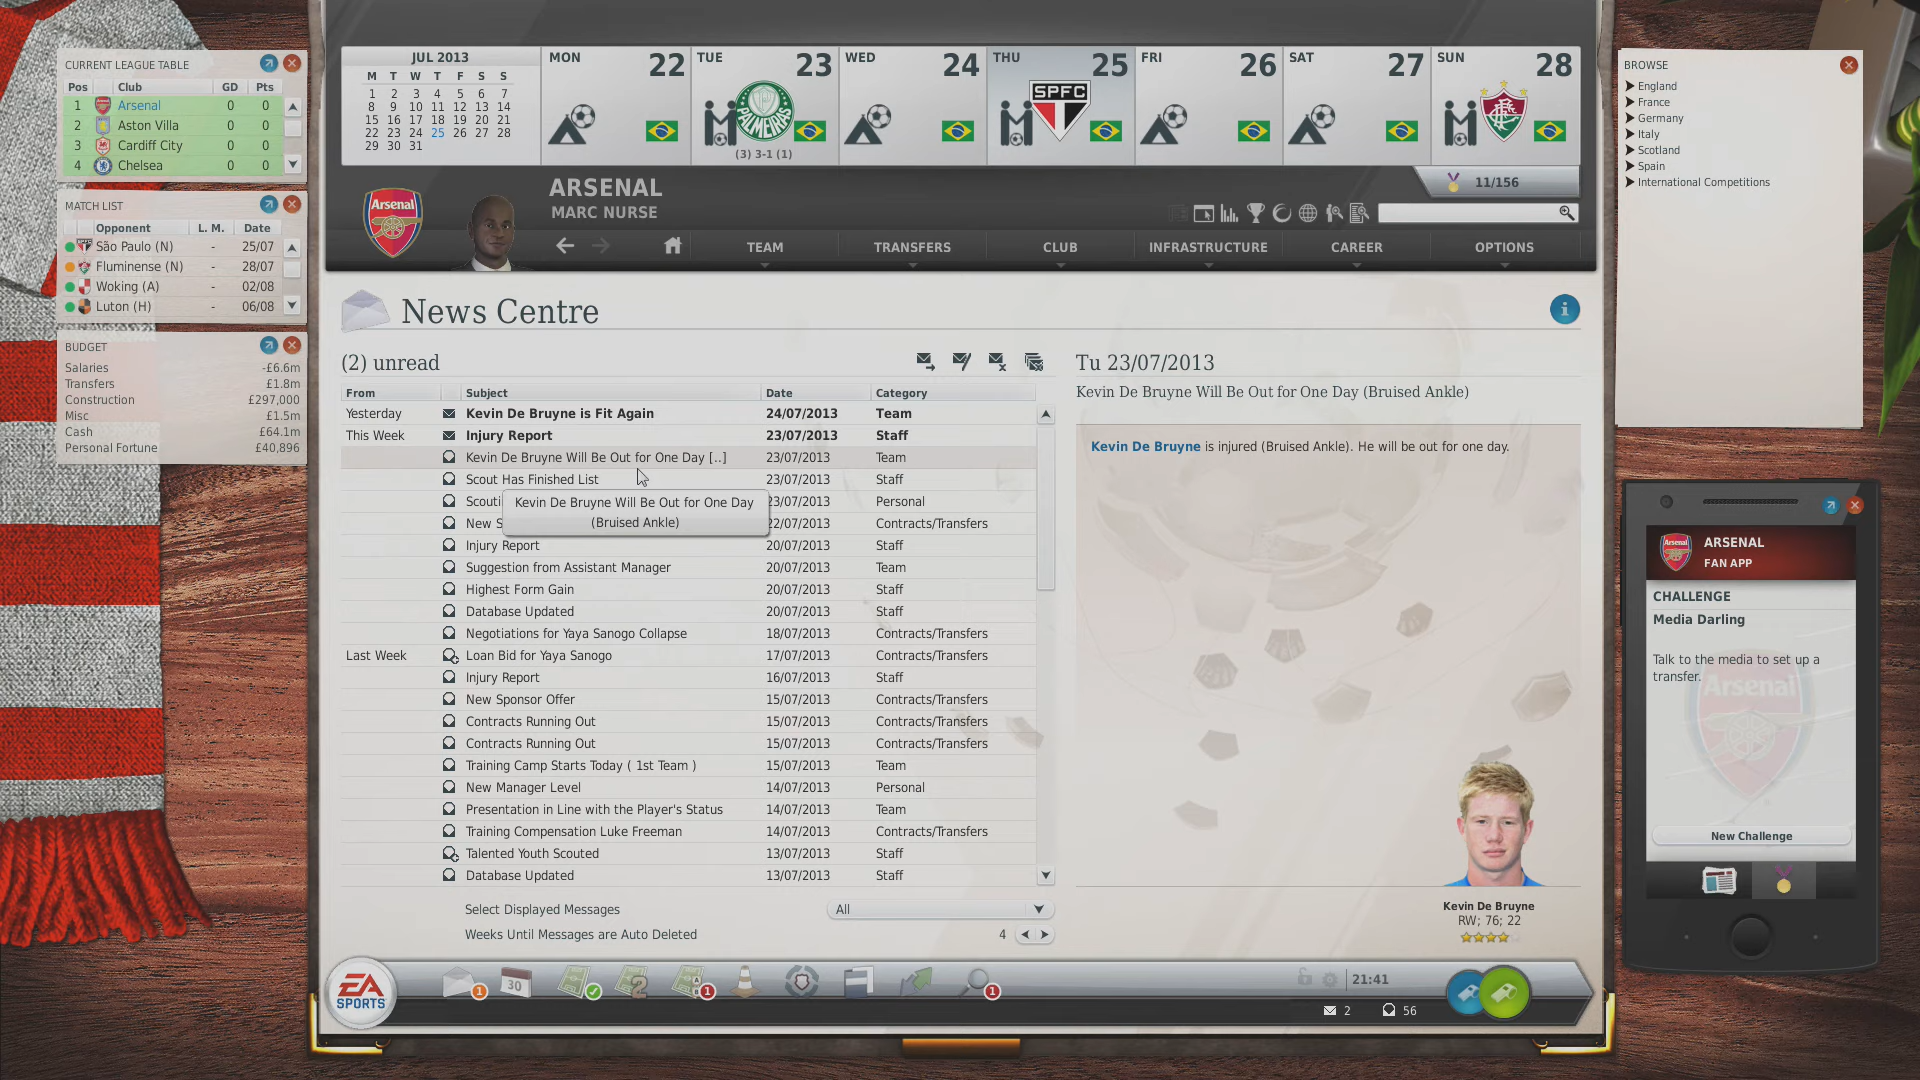 CURRENT LEAGUE TABLE
Pos Club GD Pts
1 Arsenal 0 0
2 Aston Villa 0 0
3 Cardiff City 0 0
4 Chelsea 0 0
MATCH LIST
Opponent L. M. Date
São Paulo (N) - 25/07
Fluminense (N) - 28/07
Woking (A) - 02/08
Luton (H) - 06/08
BUDGET
Salaries -£6.6m
Transfers £1.8m
Construction £297,000
Misc £1.5m
Cash £64.1m
Personal Fortune £40,896
JUL 2013
M T W T F S S
1 2 3 4 5 6 7
8 9 10 11 12 13 14
15 16 17 18 19 20 21
22 23 24 25 26 27 28
29 30 31
MON 22
TUE 23
PALMEIRAS
(3) 3-1 (1)
WED 24
THU 25
SPFC
FRI 26
SAT 27
SUN 28
11/156
Arsenal
ARSENAL
MARC NURSE
TEAM TRANSFERS CLUB INFRASTRUCTURE CAREER OPTIONS
News Centre
(2) unread
From Subject Date Category
Yesterday Kevin De Bruyne is Fit Again 24/07/2013 Team
This Week Injury Report 23/07/2013 Staff
Kevin De Bruyne Will Be Out for One Day [..] 23/07/2013 Team
Scout Has Finished List 23/07/2013 Staff
Scouti 23/07/2013 Personal
New S 22/07/2013 Contracts/Transfers
Kevin De Bruyne Will Be Out for One Day
(Bruised Ankle)
Injury Report 20/07/2013 Staff
Suggestion from Assistant Manager 20/07/2013 Team
Highest Form Gain 20/07/2013 Staff
Database Updated 20/07/2013 Staff
Negotiations for Yaya Sanogo Collapse 18/07/2013 Contracts/Transfers
Last Week Loan Bid for Yaya Sanogo 17/07/2013 Contracts/Transfers
Injury Report 16/07/2013 Staff
New Sponsor Offer 15/07/2013 Contracts/Transfers
Contracts Running Out 15/07/2013 Contracts/Transfers
Contracts Running Out 15/07/2013 Contracts/Transfers
Training Camp Starts Today ( 1st Team ) 15/07/2013 Team
New Manager Level 14/07/2013 Personal
Presentation in Line with the Player's Status 14/07/2013 Team
Training Compensation Luke Freeman 14/07/2013 Contracts/Transfers
Talented Youth Scouted 13/07/2013 Staff
Database Updated 13/07/2013 Staff
Select Displayed Messages All
Weeks Until Messages are Auto Deleted 4
Tu 23/07/2013
Kevin De Bruyne Will Be Out for One Day (Bruised Ankle)
Kevin De Bruyne is injured (Bruised Ankle). He will be out for one day.
Kevin De Bruyne
RW; 76; 22
EA
SPORTS
1
30
2
1
1
21:41
2 56
BROWSE
England
France
Germany
Italy
Scotland
Spain
International Competitions
Arsenal
ARSENAL
FAN APP
CHALLENGE
Media Darling
Talk to the media to set up a
transfer.
Arsenal
New Challenge